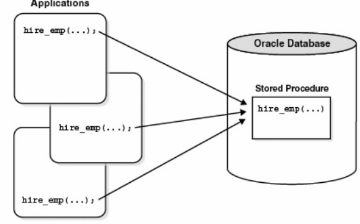 Applications
hire_emp(...);
hire_emp(...);
hire_emp(...);
Oracle Database
Stored Procedure
hire_emp(...)